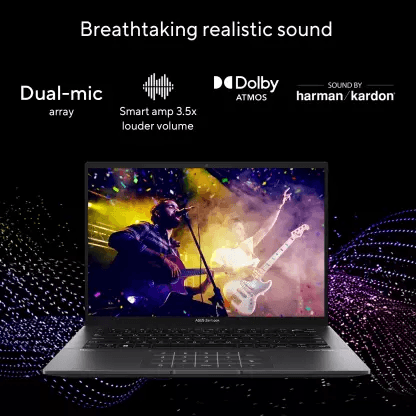 Breathtaking realistic sound
Dual-mic
array
Smart amp 3.5x
louder volume
Dolby
ATMOS
SOUND BY
harman/kardon